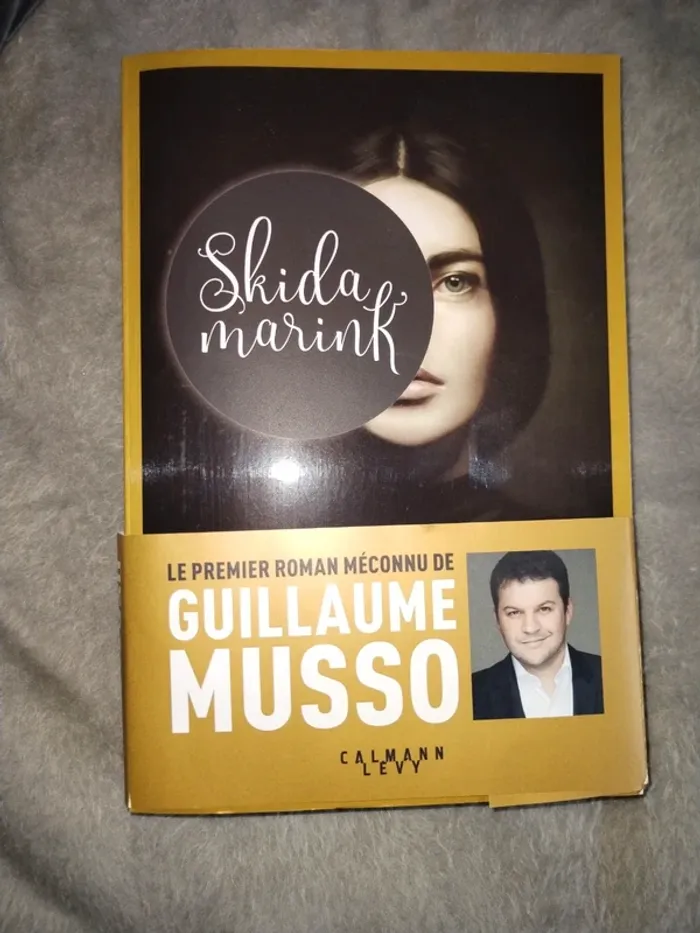 Skida
marink
LE PREMIER ROMAN MÉCONNU DE
GUILLAUME
MUSSO
CALMANN
LEVY